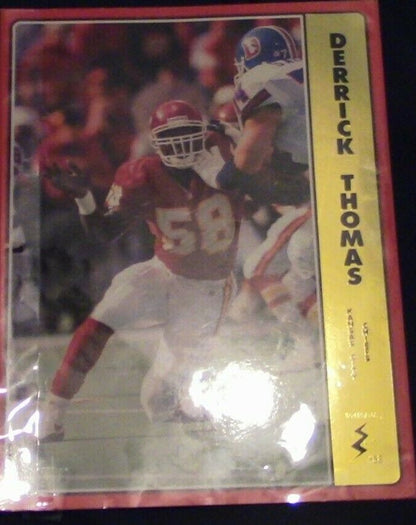 DERRICK THOMAS
KANSAS CITY
CHIEFS
58